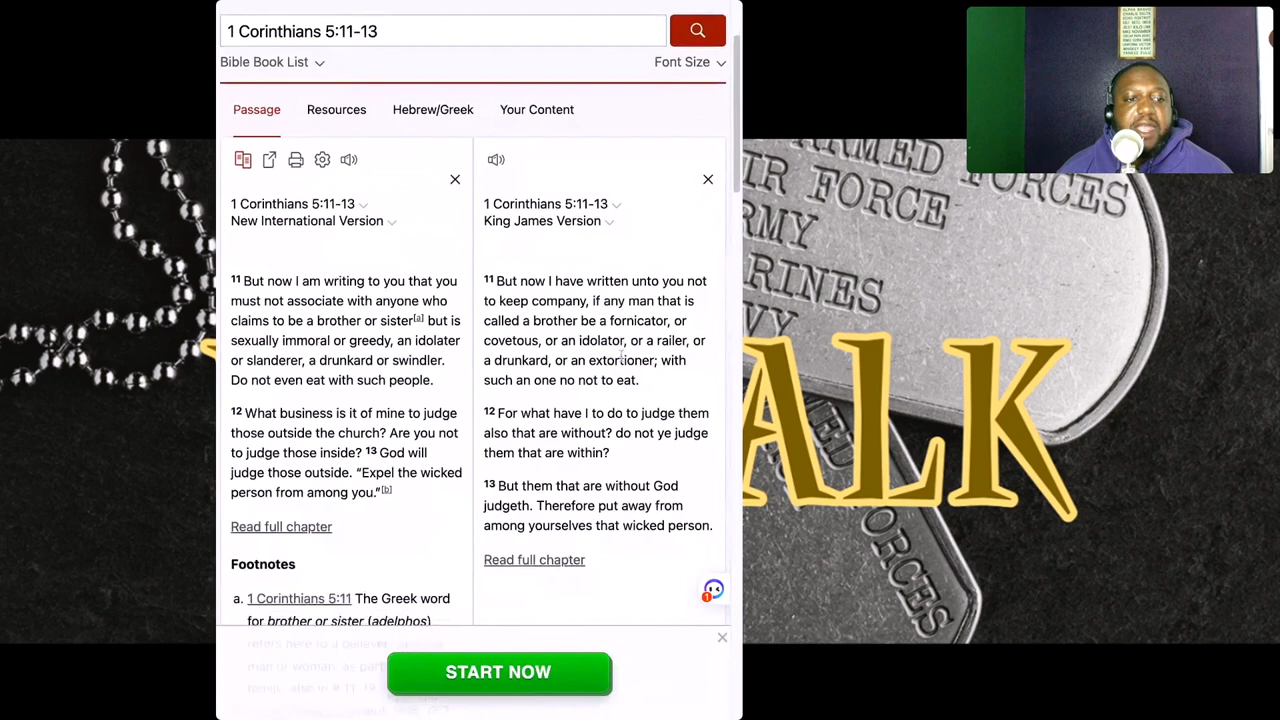 1 Corinthians 5:11-13
Bible Book List
Font Size
Passage
Resources
Hebrew/Greek
Your Content
1 Corinthians 5:11-13
New International Version
11 But now I am writing to you that you
must not associate with anyone who
claims to be a brother or sister[a] but is
sexually immoral or greedy, an idolater
or slanderer, a drunkard or swindler.
Do not even eat with such people.
12 What business is it of mine to judge
those outside the church? Are you not
to judge those inside? 13 God will
judge those outside. “Expel the wicked
person from among you.”[b]
Read full chapter
Footnotes
a. 1 Corinthians 5:11 The Greek word
for brother or sister (adelphos)
refers here to a believer,
man or woman, as part
1 Corinthians 5:11-13
King James Version
11 But now I have written unto you not
to keep company, if any man that is
called a brother be a fornicator, or
covetous, or an idolator, or a railer, or
a drunkard, or an extortioner; with
such an one no not to eat.
12 For what have I to do to judge them
also that are without? do not ye judge
them that are within?
13 But them that are without God
judgeth. Therefore put away from
among yourselves that wicked person.
Read full chapter
1
START NOW
ARMED FORCES
AIR FORCE
ARMY
ALK
FORCES